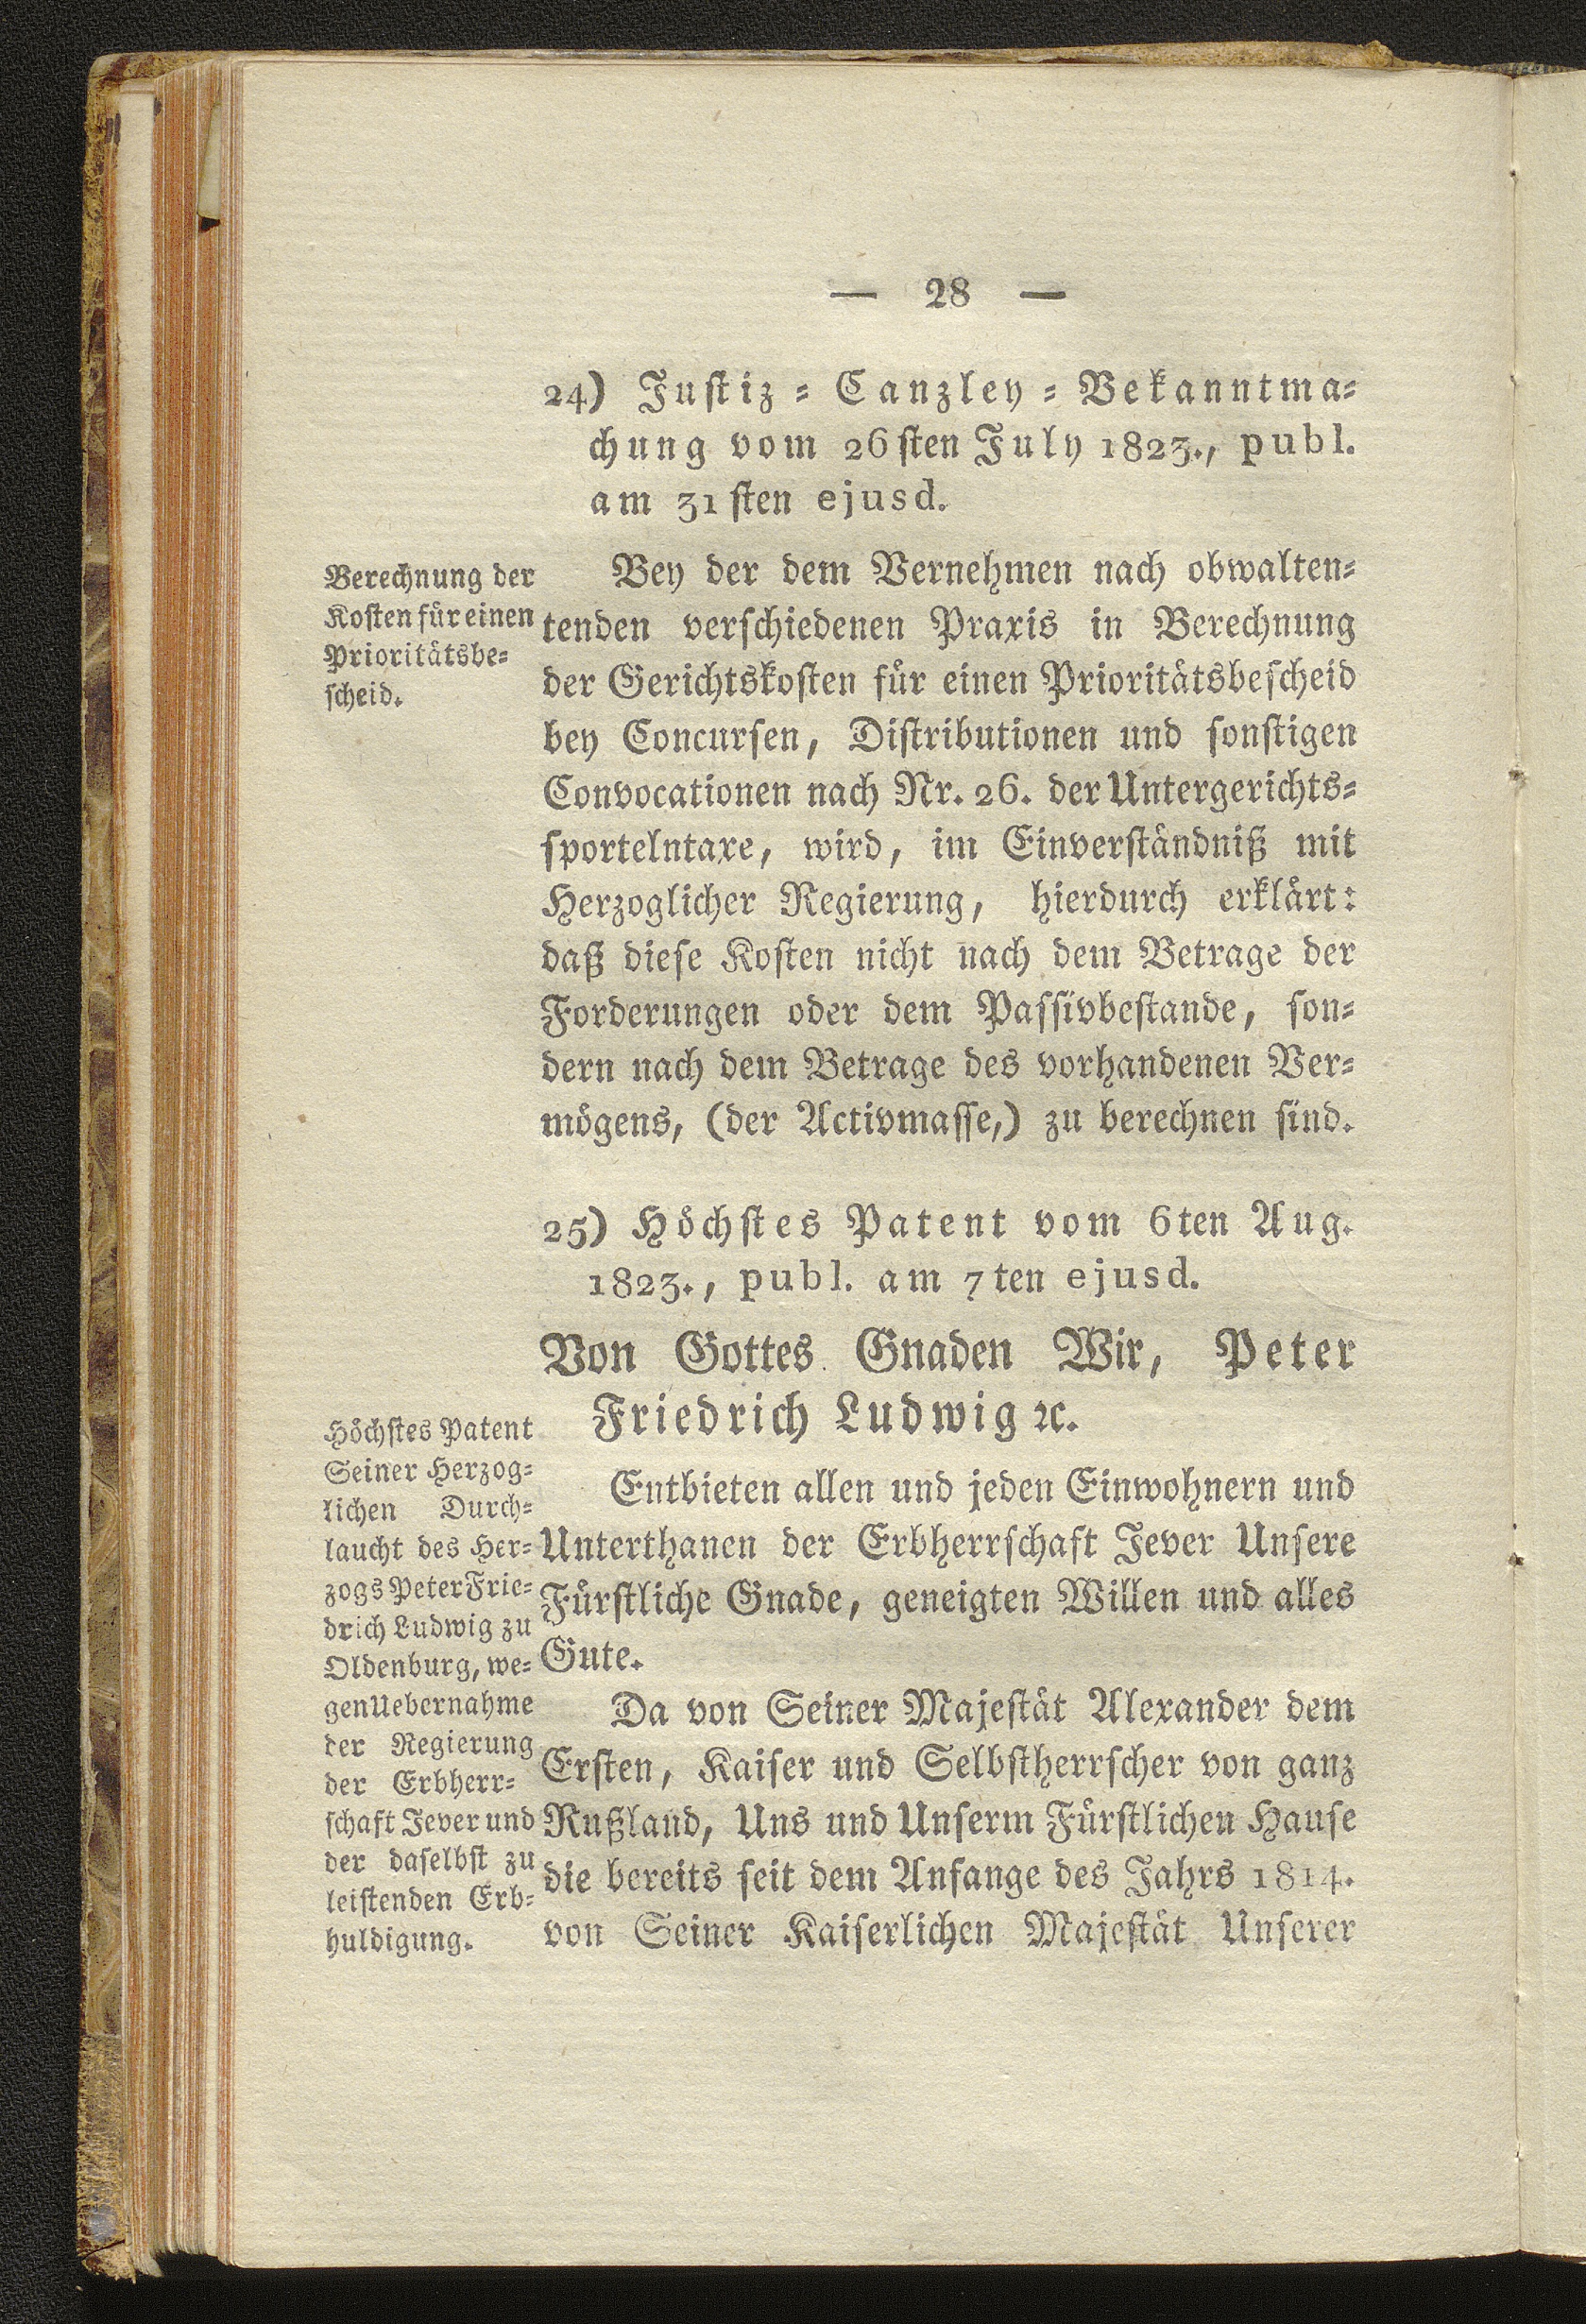 — 28 —
24) Justiz = Canzley = Bekanntma=
chung vom 26sten July 1823., publ.
am 31sten ejusd.
Berechnung der
Kosten für einen
Prioritätsbe=
scheid.
Bey der dem Vernehmen nach obwalten=
tenden verschiedenen Praxis in Berechnung
der Gerichtskosten für einen Prioritätsbescheid
bey Concursen, Distributionen und sonstigen
Convocationen nach Nr. 26. der Untergerichts=
sportelntaxe, wird, im Einverständniß mit
Herzoglicher Regierung, hierdurch erklärt:
daß diese Kosten nicht nach dem Betrage der
Forderungen oder dem Passivbestande, son=
dern nach dem Betrage des vorhandenen Ver=
mögens, (der Activmasse,) zu berechnen sind.
25) Höchstes Patent vom 6ten Aug.
1823., publ. am 7ten ejusd.
Von Gottes Gnaden Wir, Peter
Friedrich Ludwig ꝛc.
Höchstes Patent
Seiner Herzog=
lichen Durch=
laucht des Her=
zogs Peter Frie=
drich Ludwig zu
Oldenburg, we=
gen Uebernahme
der Regierung
der Erbherr=
schaft Jever und
der daselbst zu
leistenden Erb=
huldigung.
Entbieten allen und jeden Einwohnern und
Unterthanen der Erbherrschaft Jever Unsere
Fürstliche Gnade, geneigten Willen und alles
Gute.
Da von Seiner Majestät Alexander dem
Ersten, Kaiser und Selbstherrscher von ganz
Rußland, Uns und Unserm Fürstlichen Hause
die bereits seit dem Anfange des Jahrs 1814.
von Seiner Kaiserlichen Majestät Unserer